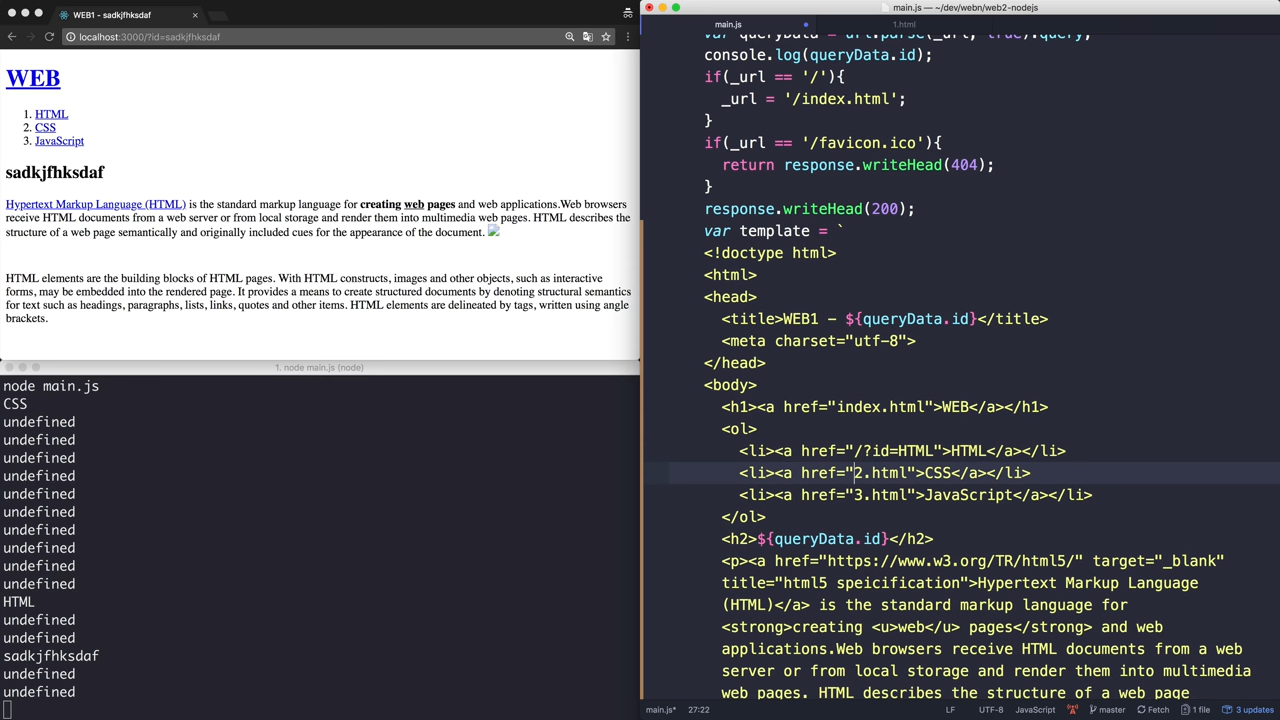 WEB1 - sadkjfhksdaf
localhost:3000/?id=sadkjfhksdaf
WEB
1. HTML
2. CSS
3. JavaScript
sadkjfhksdaf
Hypertext Markup Language (HTML) is the standard markup language for creating web pages and web applications.Web browsers
receive HTML documents from a web server or from local storage and render them into multimedia web pages. HTML describes the
structure of a web page semantically and originally included cues for the appearance of the document.
HTML elements are the building blocks of HTML pages. With HTML constructs, images and other objects, such as interactive
forms, may be embedded into the rendered page. It provides a means to create structured documents by denoting structural semantics
for text such as headings, paragraphs, lists, links, quotes and other items. HTML elements are delineated by tags, written using angle
brackets.
1. node main.js (node)
node main.js
CSS
undefined
undefined
undefined
undefined
undefined
undefined
undefined
undefined
undefined
undefined
HTML
undefined
undefined
sadkjfhksdaf
undefined
undefined
main.js — ~/dev/webn/web2-nodejs
main.js
1.html
var queryData = url.parse(_url, true).query;
console.log(queryData.id);
if(_url == '/'){
_url = '/index.html';
}
if(_url == '/favicon.ico'){
return response.writeHead(404);
}
response.writeHead(200);
var template = `
<!doctype html>
<html>
<head>
<title>WEB1 - ${queryData.id}</title>
<meta charset="utf-8">
</head>
<body>
<h1><a href="index.html">WEB</a></h1>
<ol>
<li><a href="/?id=HTML">HTML</a></li>
<li><a href="2.html">CSS</a></li>
<li><a href="3.html">JavaScript</a></li>
</ol>
<h2>${queryData.id}</h2>
<p><a href="https://www.w3.org/TR/html5/" target="_blank"
title="html5 speicification">Hypertext Markup Language
(HTML)</a> is the standard markup language for
<strong>creating <u>web</u> pages</strong> and web
applications.Web browsers receive HTML documents from a web
server or from local storage and render them into multimedia
web pages. HTML describes the structure of a web page
main.js* 27:22 LF UTF-8 JavaScript master Fetch 1 file 3 updates